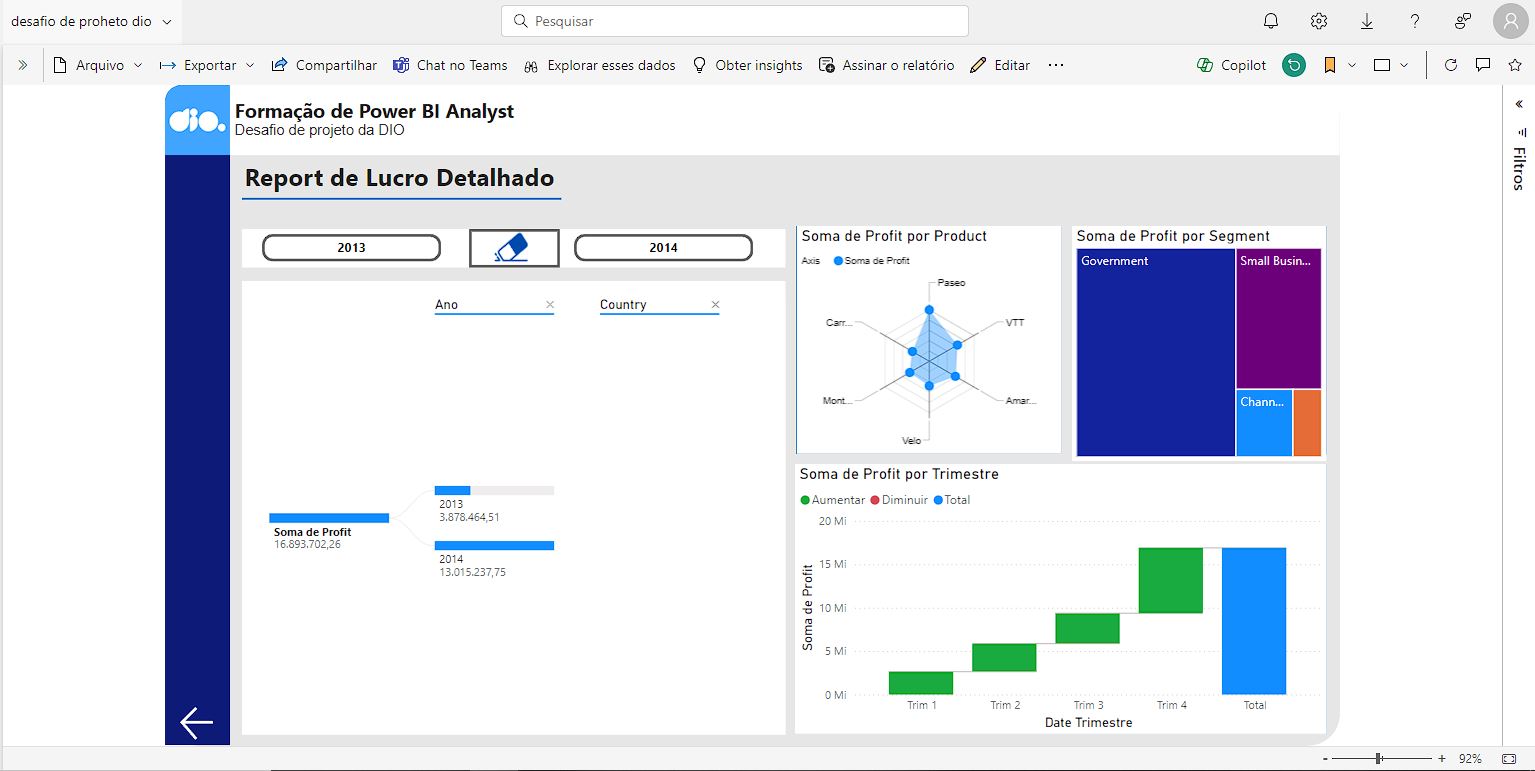 desafio de proheto dio
Pesquisar
Arquivo
Exportar
Compartilhar
Chat no Teams
Explorar esses dados
Obter insights
Assinar o relatório
Editar
Copilot
dio.
Formação de Power BI Analyst
Desafio de projeto da DIO
Filtros
Report de Lucro Detalhado
2013
2014
Ano
Country
Soma de Profit
16.893.702,26
2013
3.878.464,51
2014
13.015.237,75
Soma de Profit por Product
Axis
Soma de Profit
Paseo
VTT
Amar...
Velo
Mont...
Carr...
Soma de Profit por Segment
Government
Small Busin...
Chann...
Soma de Profit por Trimestre
Aumentar
Diminuir
Total
Soma de Profit
20 Mi
15 Mi
10 Mi
5 Mi
0 Mi
Trim 1
Trim 2
Trim 3
Trim 4
Total
Date Trimestre
- + 92%